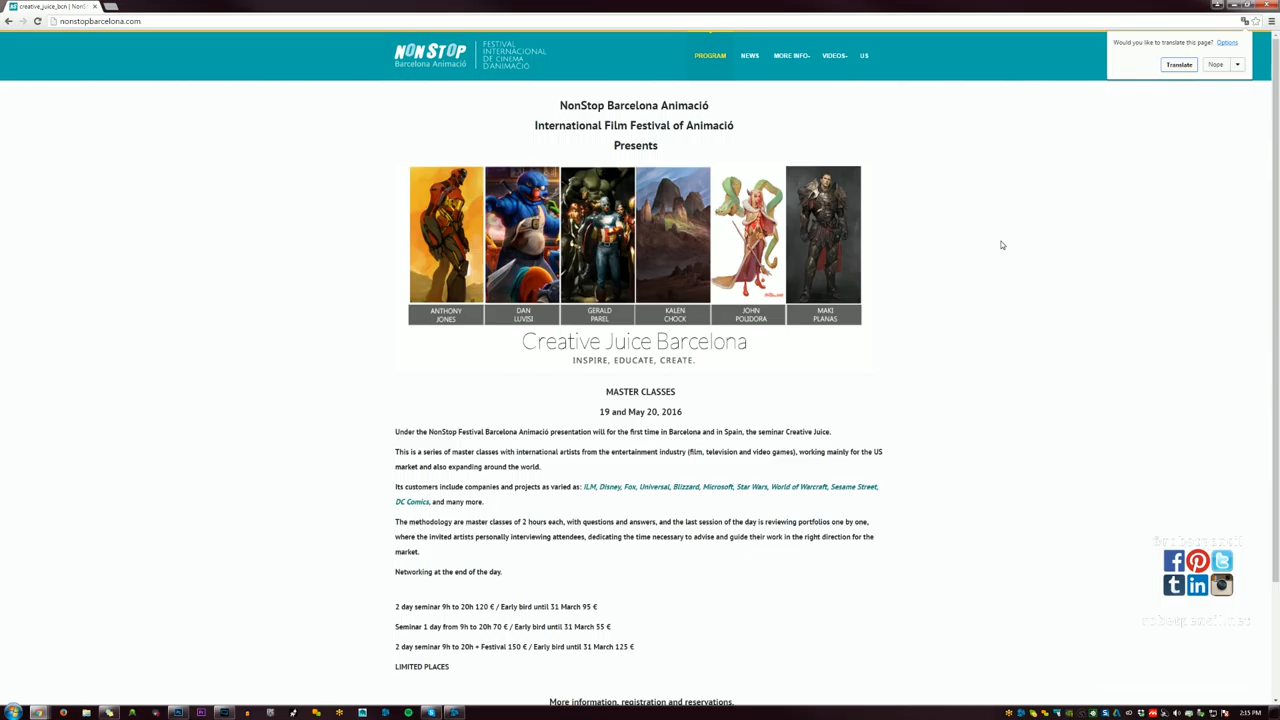 creative_juice_bcn | NonS
nonstopbarcelona.com
Would you like to translate this page? Options
Translate Nope
NON STOP
Barcelona Animació
FESTIVAL
INTERNACIONAL
DE CINEMA
D'ANIMACIÓ
PROGRAM NEWS MORE INFO- VIDEOS- US
NonStop Barcelona Animació
International Film Festival of Animació
Presents
ANTHONY
JONES
DAN
LUVISI
GERALD
PAREL
KALEN
CHOCK
JOHN
POLIDORA
MAKI
PLANAS
Creative Juice Barcelona
INSPIRE, EDUCATE, CREATE.
MASTER CLASSES
19 and May 20, 2016
Under the NonStop Festival Barcelona Animació presentation will for the first time in Barcelona and in Spain, the seminar Creative Juice.
This is a series of master classes with international artists from the entertainment industry (film, television and video games), working mainly for the US
market and also expanding around the world.
Its customers include companies and projects as varied as: ILM, Disney, Fox, Universal, Blizzard, Microsoft, Star Wars, World of Warcraft, Sesame Street,
DC Comics, and many more.
The methodology are master classes of 2 hours each, with questions and answers, and the last session of the day is reviewing portfolios one by one,
where the invited artists personally interviewing attendees, dedicating the time necessary to advise and guide their work in the right direction for the
market.
Networking at the end of the day.
2 day seminar 9h to 20h 120 € / Early bird until 31 March 95 €
Seminar 1 day from 9h to 20h 70 € / Early bird until 31 March 55 €
2 day seminar 9h to 20h + Festival 150 € / Early bird until 31 March 125 €
LIMITED PLACES
More information, registration and reservations.
2:15 PM